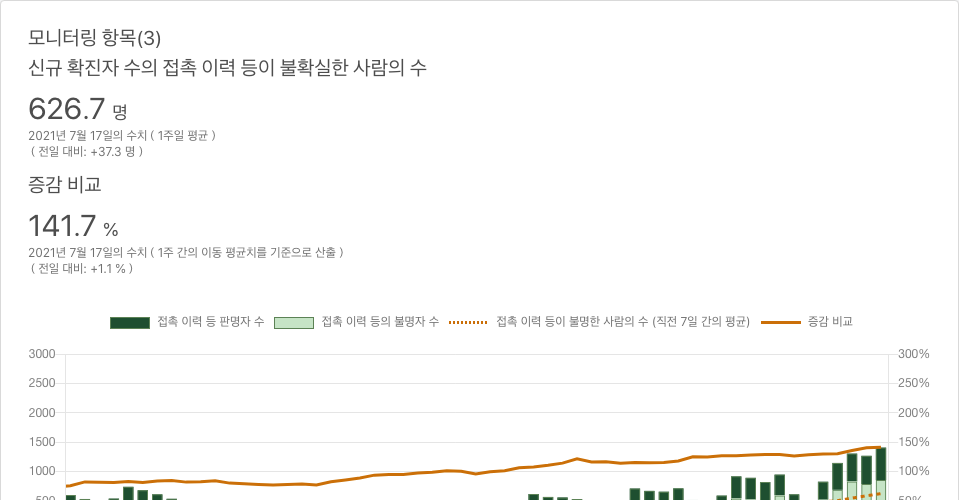 모니터링 항목(3)
신규 확진자 수의 접촉 이력 등이 불확실한 사람의 수
626.7 명
2021년 7월 17일의 수치 ( 1주일 평균 )
( 전일 대비: +37.3 명 )
증감 비교
141.7 %
2021년 7월 17일의 수치 ( 1주 간의 이동 평균치를 기준으로 산출 )
( 전일 대비: +1.1 % )
접촉 이력 등 판명자 수 접촉 이력 등의 불명자 수 접촉 이력 등이 불명한 사람의 수 (직전 7일 간의 평균) 증감 비교
3000 300%
2500 250%
2000 200%
1500 150%
1000 100%
500 50%